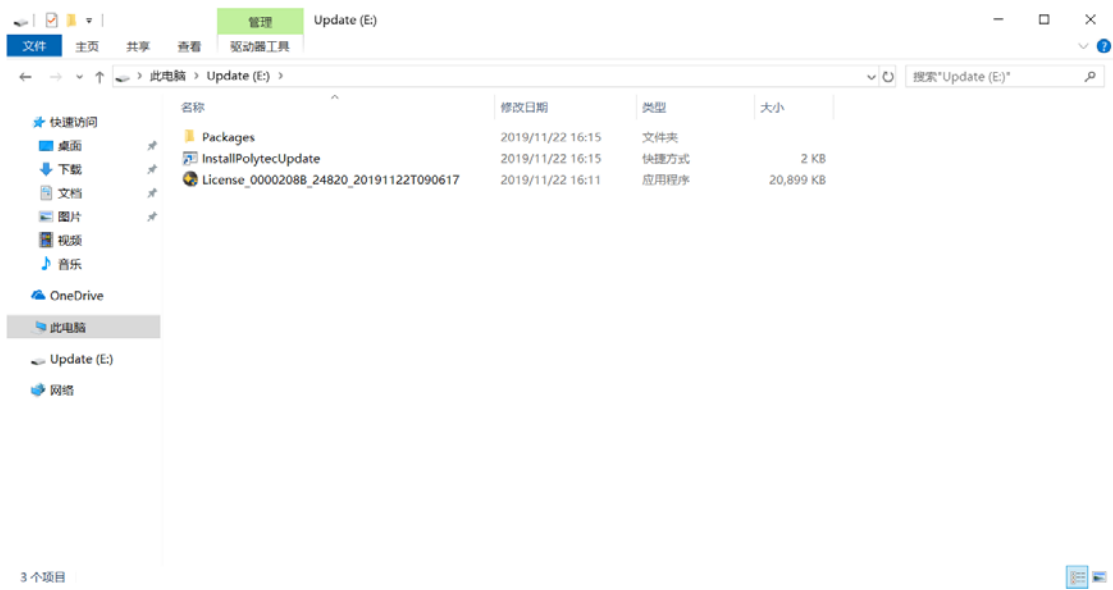 管理 Update (E:)
文件 主页 共享 查看 驱动器工具
此电脑 Update (E:) 搜索"Update (E:)"
名称 修改日期 类型 大小
快速访问
桌面
下载
文档
图片
视频
音乐
OneDrive
此电脑
Update (E:)
网络
Packages 2019/11/22 16:15 文件夹
InstallPolytecUpdate 2019/11/22 16:15 快捷方式 2 KB
License_0000208B_24820_20191122T090617 2019/11/22 16:11 应用程序 20,899 KB
3 个项目